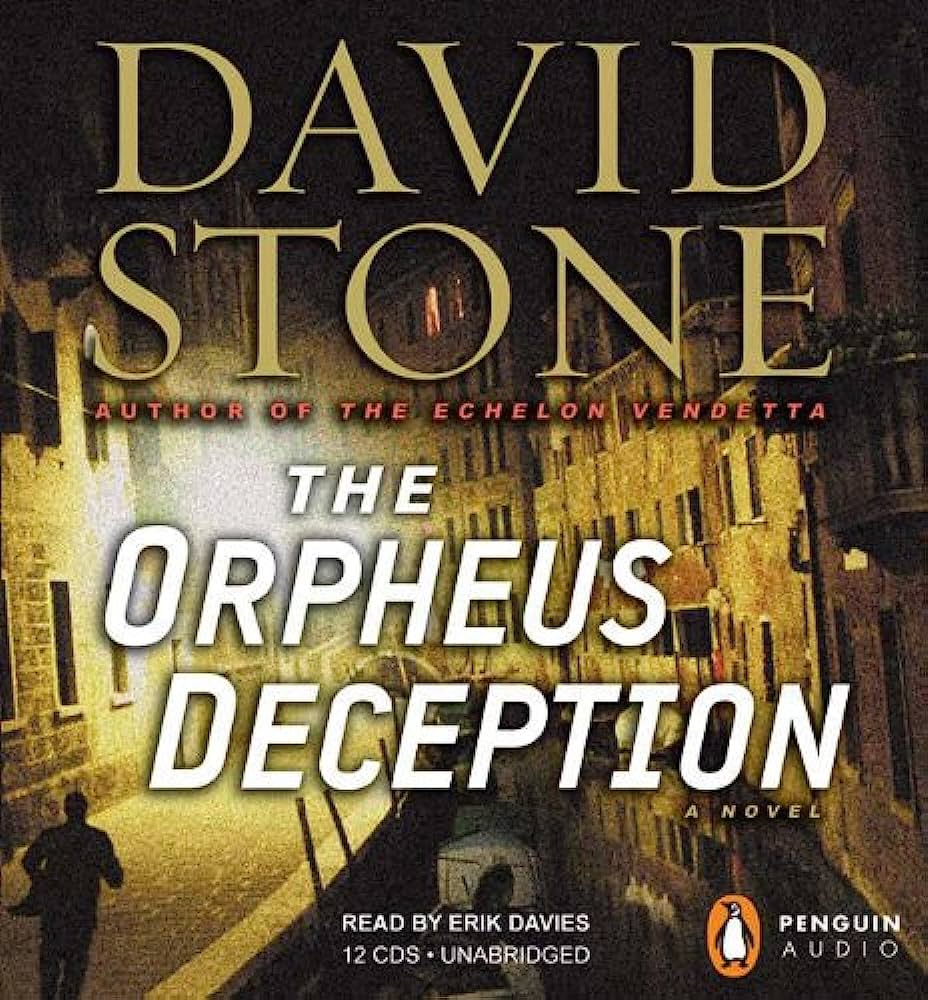 DAVID
STONE
AUTHOR OF THE ECHELON VENDETTA
THE
ORPHEUS
DECEPTION
A NOVEL
READ BY ERIK DAVIES
12 CDS • UNABRIDGED
PENGUIN
AUDIO